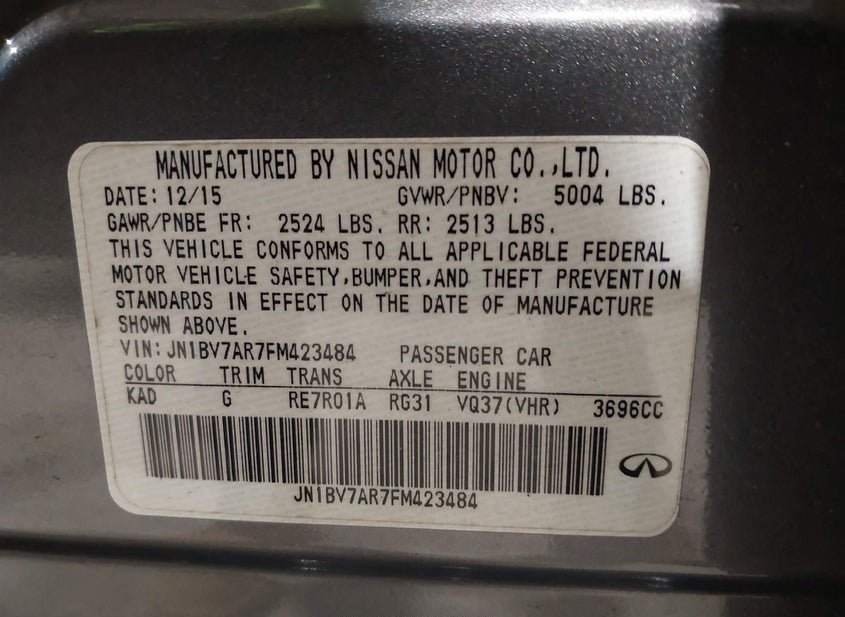 MANUFACTURED BY NISSAN MOTOR CO.,LTD.
DATE: 12/15 GVWR/PNBV: 5004 LBS.
GAWR/PNBE FR: 2524 LBS. RR: 2513 LBS.
THIS VEHICLE CONFORMS TO ALL APPLICABLE FEDERAL
MOTOR VEHICLE SAFETY,BUMPER,AND THEFT PREVENTION
STANDARDS IN EFFECT ON THE DATE OF MANUFACTURE
SHOWN ABOVE.
VIN: JN1BV7AR7FM423484 PASSENGER CAR
COLOR TRIM TRANS AXLE ENGINE
KAD G RE7R01A RG31 VQ37(VHR) 3696CC
JN1BV7AR7FM423484